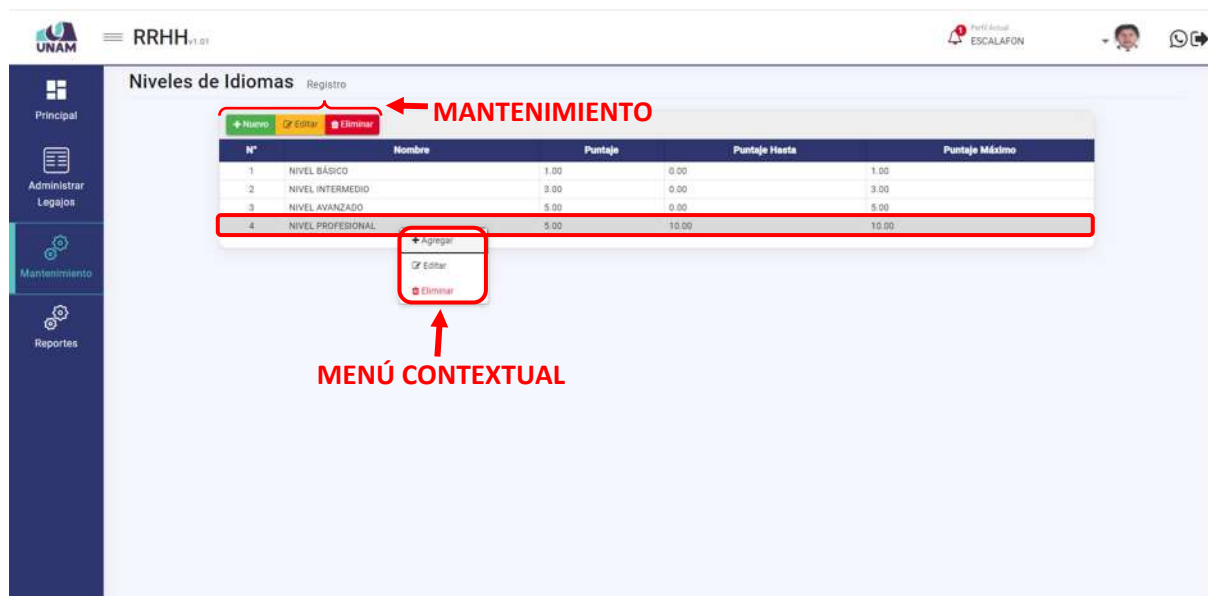 UNAM
RRHH v1.01
Perfil Actual
ESCALAFON
1
Principal
Administrar
Legajos
Mantenimiento
Reportes
Niveles de Idiomas Registro
MANTENIMIENTO
Nuevo Editar Eliminar
N° Nombre Puntaje Puntaje Hasta Puntaje Máximo
1 NIVEL BÁSICO 1.00 0.00 1.00
2 NIVEL INTERMEDIO 3.00 0.00 3.00
3 NIVEL AVANZADO 5.00 0.00 5.00
4 NIVEL PROFESIONAL 5.00 10.00 10.00
Agregar
Editar
Eliminar
MENÚ CONTEXTUAL